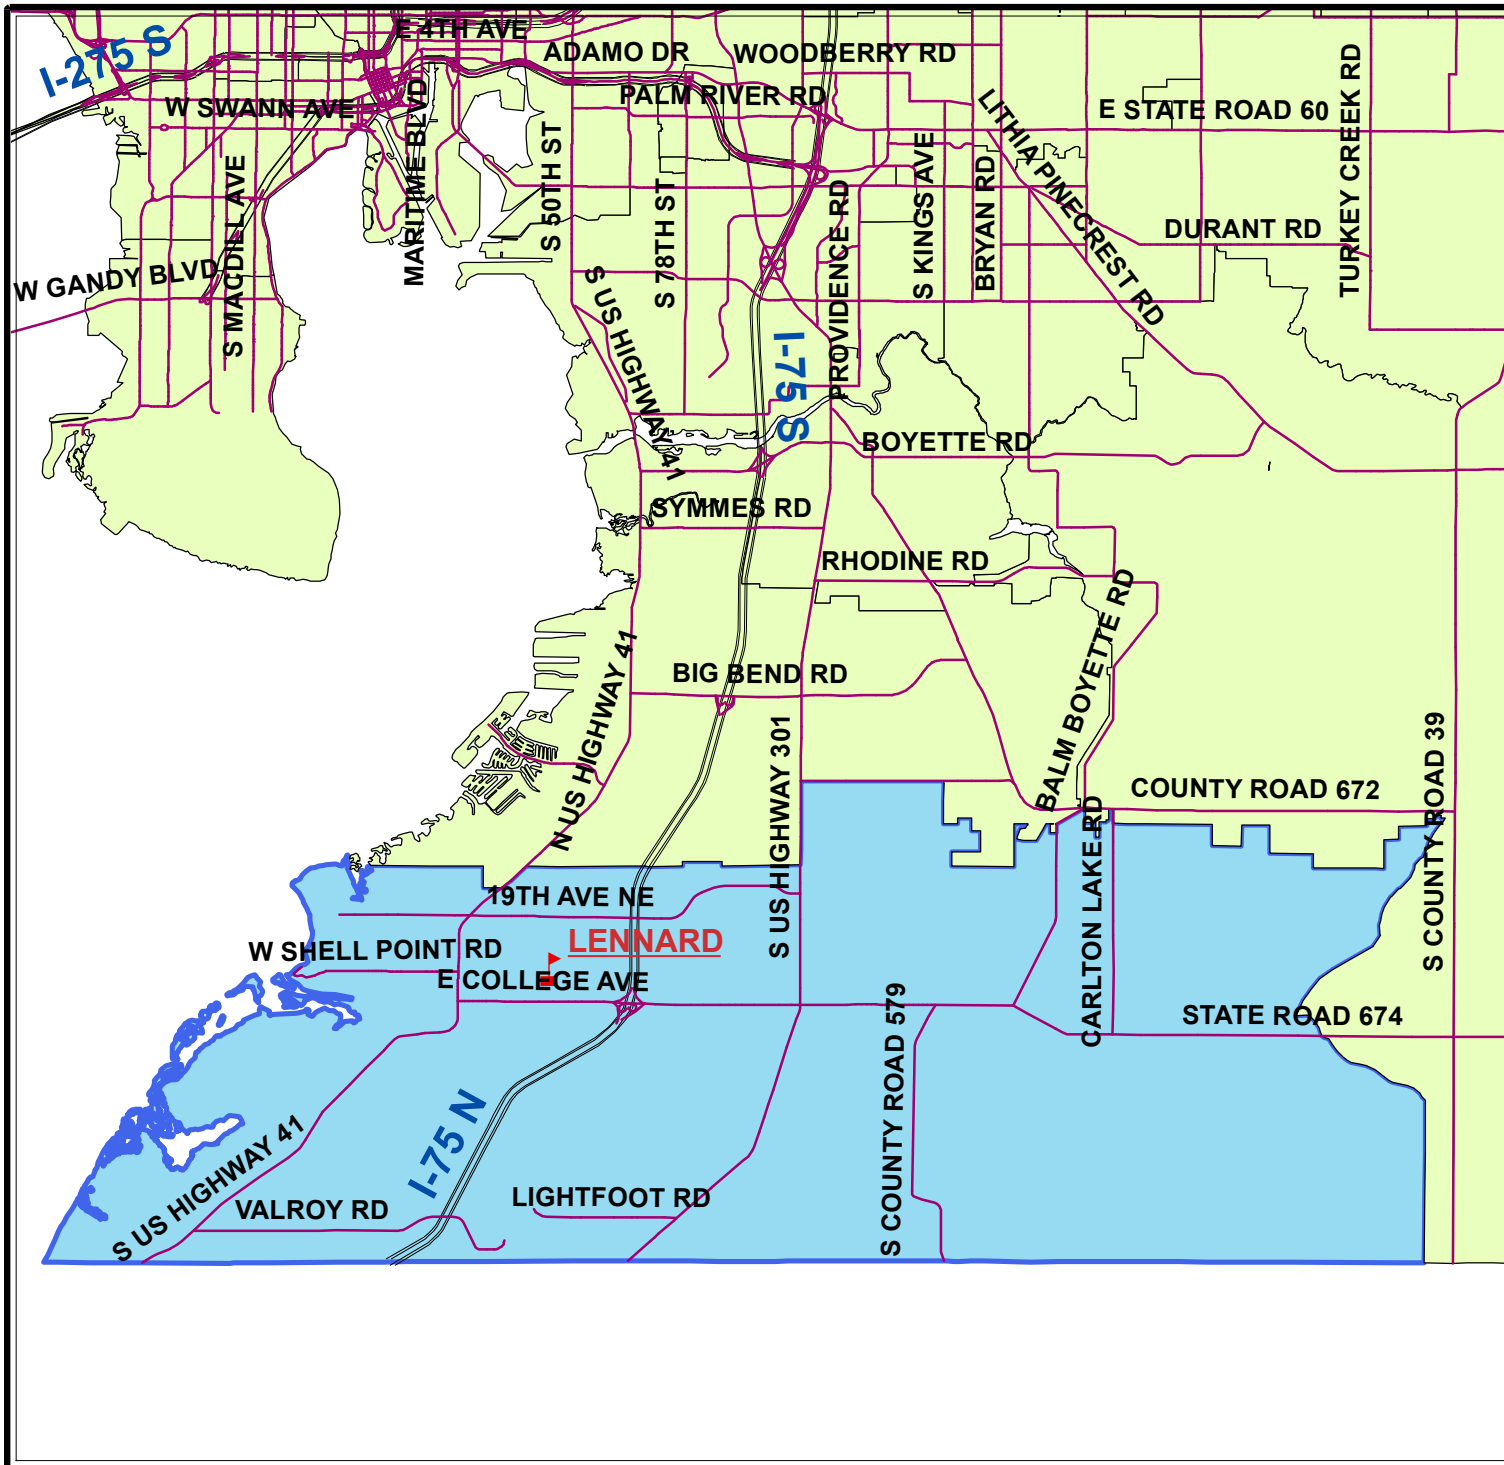 E 4TH AVE
I-275 S
ADAMO DR
WOODBERRY RD
W SWANN AVE
PALM RIVER RD
E STATE ROAD 60
MARITIME BLVD
S MACDILL AVE
S 50TH ST
S 78TH ST
PROVIDENCE RD
S KINGS AVE
BRYAN RD
LITHIA PINECREST RD
DURANT RD
TURKEY CREEK RD
W GANDY BLVD
S US HIGHWAY 41
I-75 S
BOYETTE RD
SYMMES RD
RHODINE RD
BALM BOYETTE RD
N US HIGHWAY 41
BIG BEND RD
S US HIGHWAY 301
COUNTY ROAD 672
S COUNTY ROAD 39
CARLTON LAKE RD
19TH AVE NE
W SHELL POINT RD
LENNARD
E COLLEGE AVE
STATE ROAD 674
S COUNTY ROAD 579
S US HIGHWAY 41
I-75 N
VALROY RD
LIGHTFOOT RD